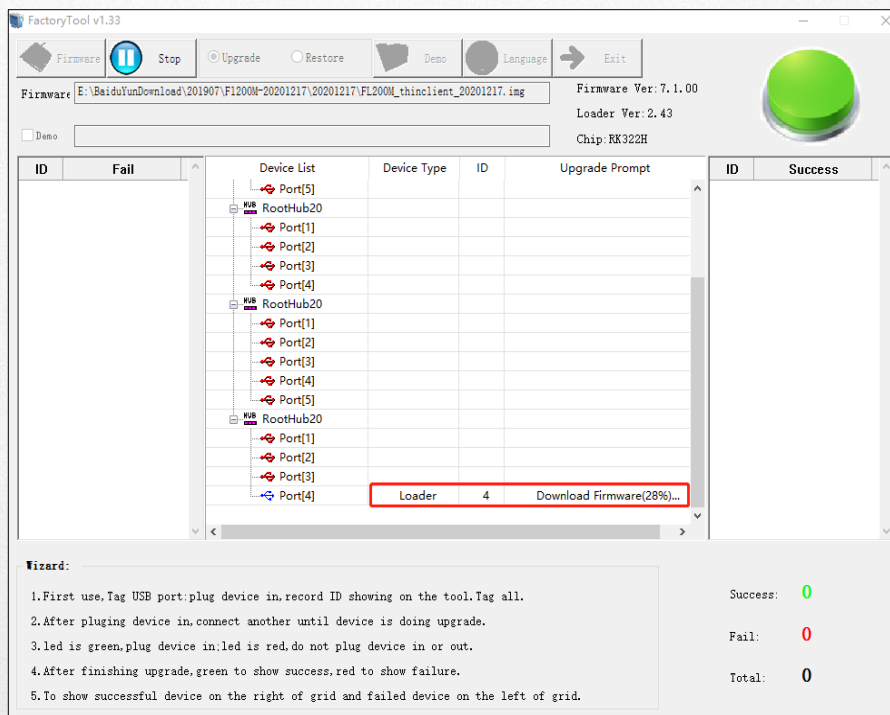 FactoryTool v1.33
Firmware Stop Upgrade Restore Demo Language Exit
Firmware E:\BaiduYunDownload\201907\Fl200M-20201217\20201217\FL200M_thinclient_20201217.img
Firmware Ver:7.1.00
Loader Ver:2.43
Demo
Chip:RK322H
ID Fail Device List Device Type ID Upgrade Prompt ID Success
Port[5]
HUB RootHub20
Port[1]
Port[2]
Port[3]
Port[4]
HUB RootHub20
Port[1]
Port[2]
Port[3]
Port[4]
Port[5]
HUB RootHub20
Port[1]
Port[2]
Port[3]
Port[4] Loader 4 Download Firmware(28%)...
Wizard:
1.First use,Tag USB port:plug device in,record ID showing on the tool.Tag all.
2.After pluging device in,connect another until device is doing upgrade.
3.led is green,plug device in;led is red,do not plug device in or out.
4.After finishing upgrade,green to show success,red to show failure.
5.To show successful device on the right of grid and failed device on the left of grid.
Success: 0
Fail: 0
Total: 0